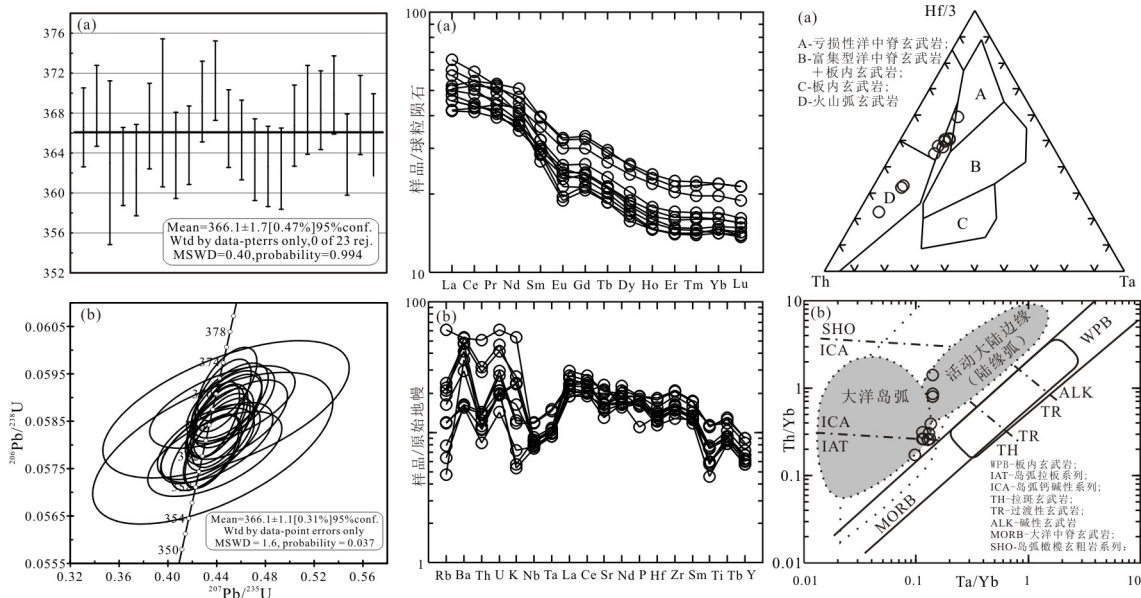 (a)
376
372
368
364
360
356
352
Mean=366.1±1.7[0.47%]95%conf.
Wtd by data-pterrs only,0 of 23 rej.
MSWD=0.40,probability=0.994
(b)
0.0605
0.0595
0.0585
0.0575
0.0565
0.0555
²⁰⁶Pb/²³⁸U
378
354
350
Mean=366.1±1.1[0.31%]95%conf.
Wtd by data-point errors only
MSWD = 1.6, probability = 0.037
0.32 0.36 0.40 0.44 0.48 0.52 0.56
²⁰⁷Pb/²³⁵U
(a)
100
样品/球粒陨石
10
La Ce Pr Nd Sm Eu Gd Tb Dy Ho Er Tm Yb Lu
(b)
1000
100
样品/原始地幔
1
Rb Ba Th U K Nb Ta La Ce Sr Nd P Hf Zr Sm Ti Tb Y
(a)
Hf/3
A-亏损性洋中脊玄武岩;
B-富集型洋中脊玄武岩
+板内玄武岩;
C-板内玄武岩;
D-火山弧玄武岩
A
B
C
D
Th
Ta
(b)
10
1
0.1
0.01
Th/Yb
SHO
ICA
大洋岛弧
ICA
IAT
活动大陆边缘
(陆缘弧)
WPB
ALK
TR
TR
TH
MORB
WPB-板内玄武岩;
IAT-岛弧拉板系列;
ICA-岛弧钙碱性系列;
TH-拉斑玄武岩;
TR-过渡性玄武岩;
ALK-碱性玄武岩
MORB-大洋中脊玄武岩;
SHO-岛弧橄榄玄粗岩系列;
0.01 0.1 1 10
Ta/Yb